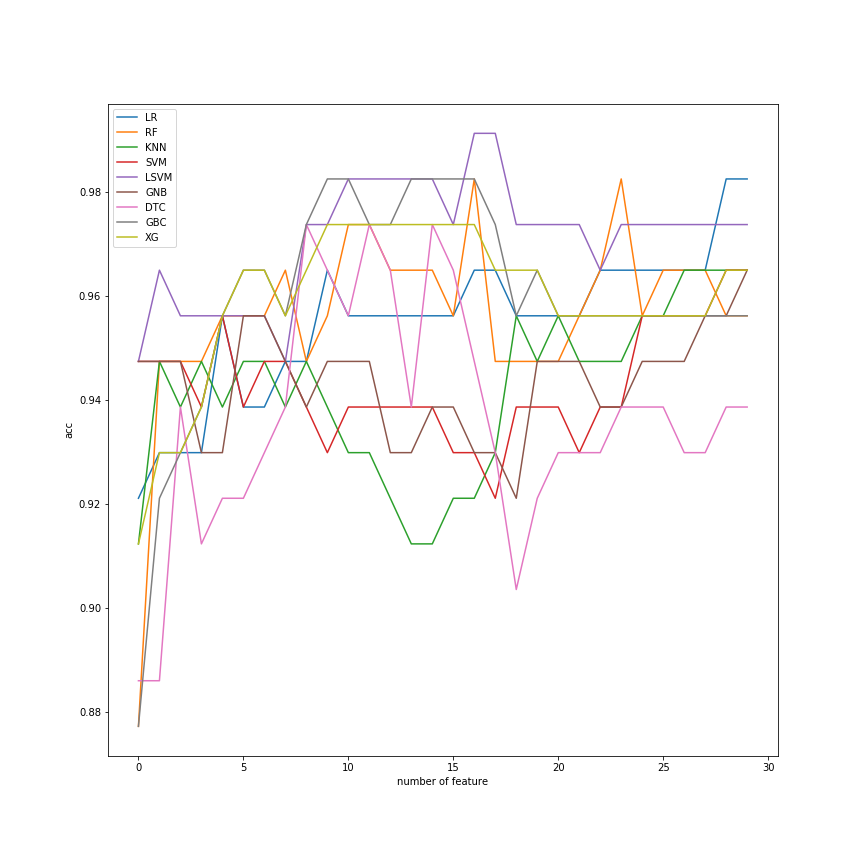 LR
RF
KNN
SVM
LSVM
GNB
DTC
GBC
XG
0.98
0.96
0.94
0.92
0.90
0.88
acc
0
5
10
15
20
25
30
number of feature